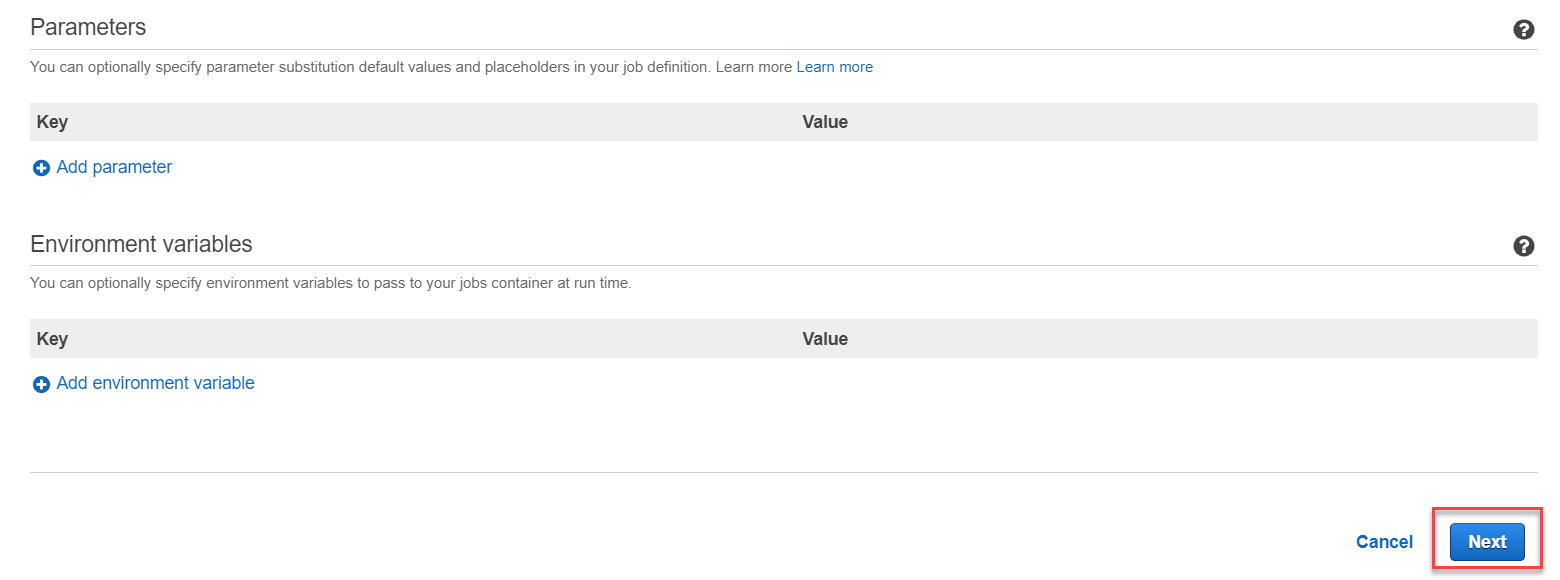 Parameters
You can optionally specify parameter substitution default values and placeholders in your job definition. Learn more Learn more
Key Value
Add parameter
Environment variables
You can optionally specify environment variables to pass to your jobs container at run time.
Key Value
Add environment variable
Cancel Next